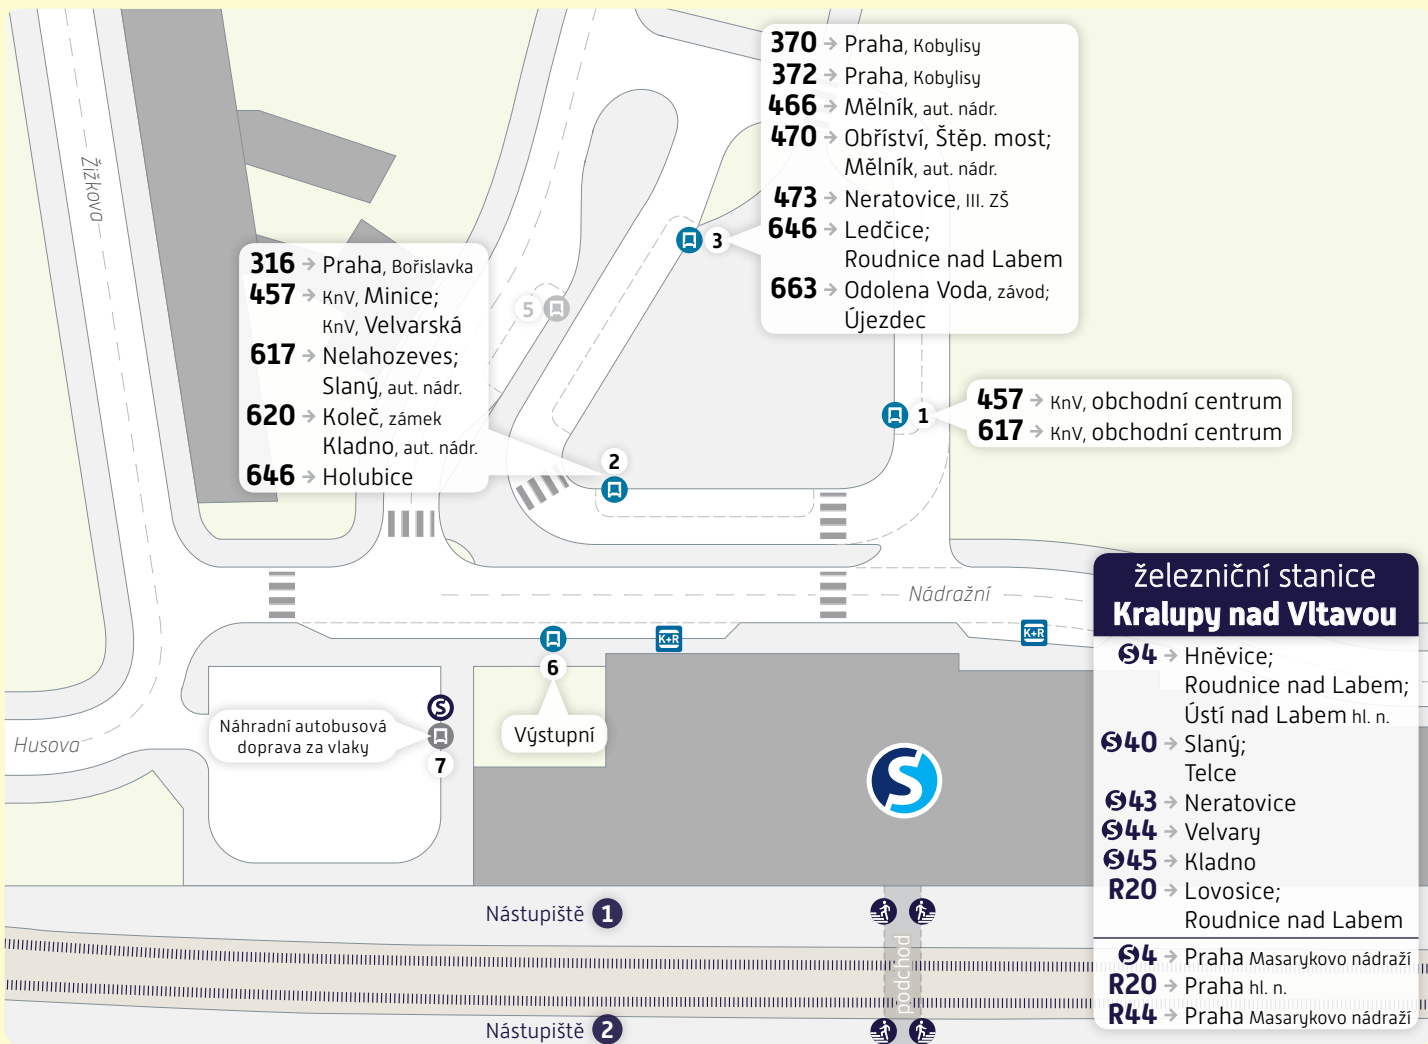 370 → Praha, Kobylisy
372 → Praha, Kobylisy
466 → Mělník, aut. nádr.
470 → Obříství, Štěp. most;
Mělník, aut. nádr.
473 → Neratovice, III. ZŠ
646 → Ledčice;
Roudnice nad Labem
663 → Odolena Voda, závod;
Újezdec
3
Žižkova
316 → Praha, Bořislavka
457 → KnV, Minice;
KnV, Velvarská
617 → Nelahozeves;
Slaný, aut. nádr.
620 → Koleč, zámek
Kladno, aut. nádr.
646 → Holubice
5
2
1
457 → KnV, obchodní centrum
617 → KnV, obchodní centrum
Nádražní
K+R
K+R
6
Výstupní
Husova
Náhradní autobusová
doprava za vlaky
S
7
S
železniční stanice
Kralupy nad Vltavou
S4 → Hněvice;
Roudnice nad Labem;
Ústí nad Labem hl. n.
S40 → Slaný;
Telce
S43 → Neratovice
S44 → Velvary
S45 → Kladno
R20 → Lovosice;
Roudnice nad Labem
S4 → Praha Masarykovo nádraží
R20 → Praha hl. n.
R44 → Praha Masarykovo nádraží
Nástupiště 1
podchod
Nástupiště 2